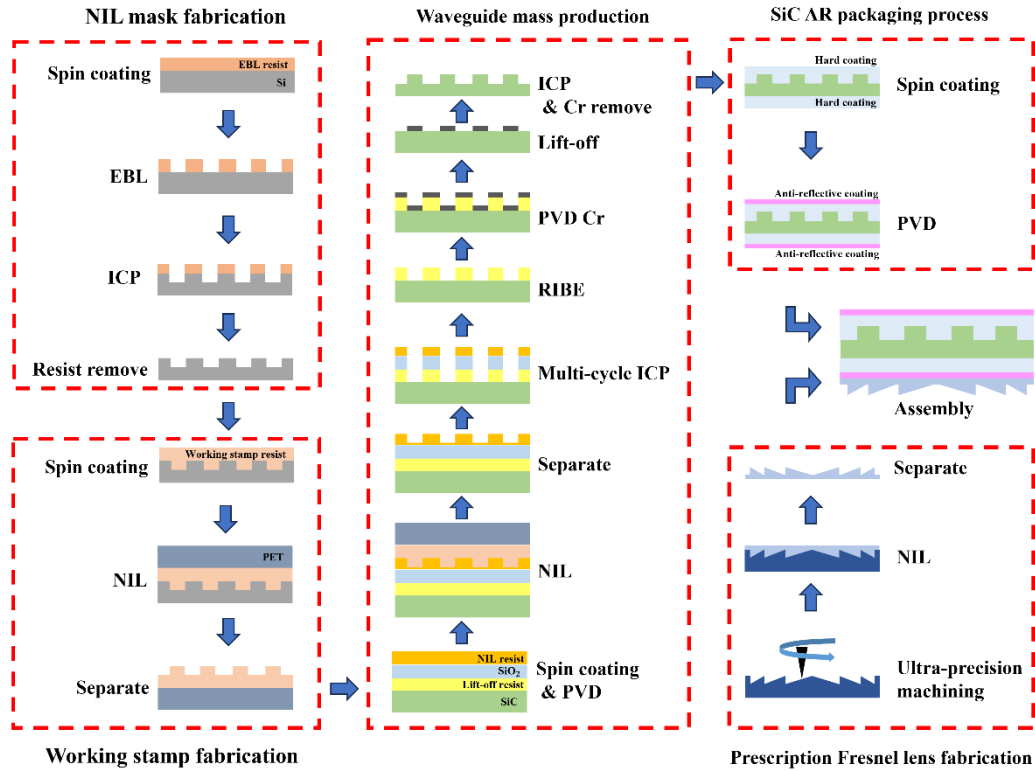 NIL mask fabrication
Spin coating
EBL resist
Si
EBL
ICP
Resist remove
Spin coating
Working stamp resist
NIL
PET
Separate
Working stamp fabrication
Waveguide mass production
ICP
& Cr remove
Lift-off
PVD Cr
RIBE
Multi-cyclc ICP
Separate
NIL
NIL resist
SiO₂
Lift-off resist
SiC
Spin coating
& PVD
SiC AR packaging process
Hard coating
Hard coating
Spin coating
Anti-reflective coating
PVD
Anti-reflective coating
Assembly
Scparatc
NIL
Ultra-precision
machining
Prescription Fresnel lens fabrication